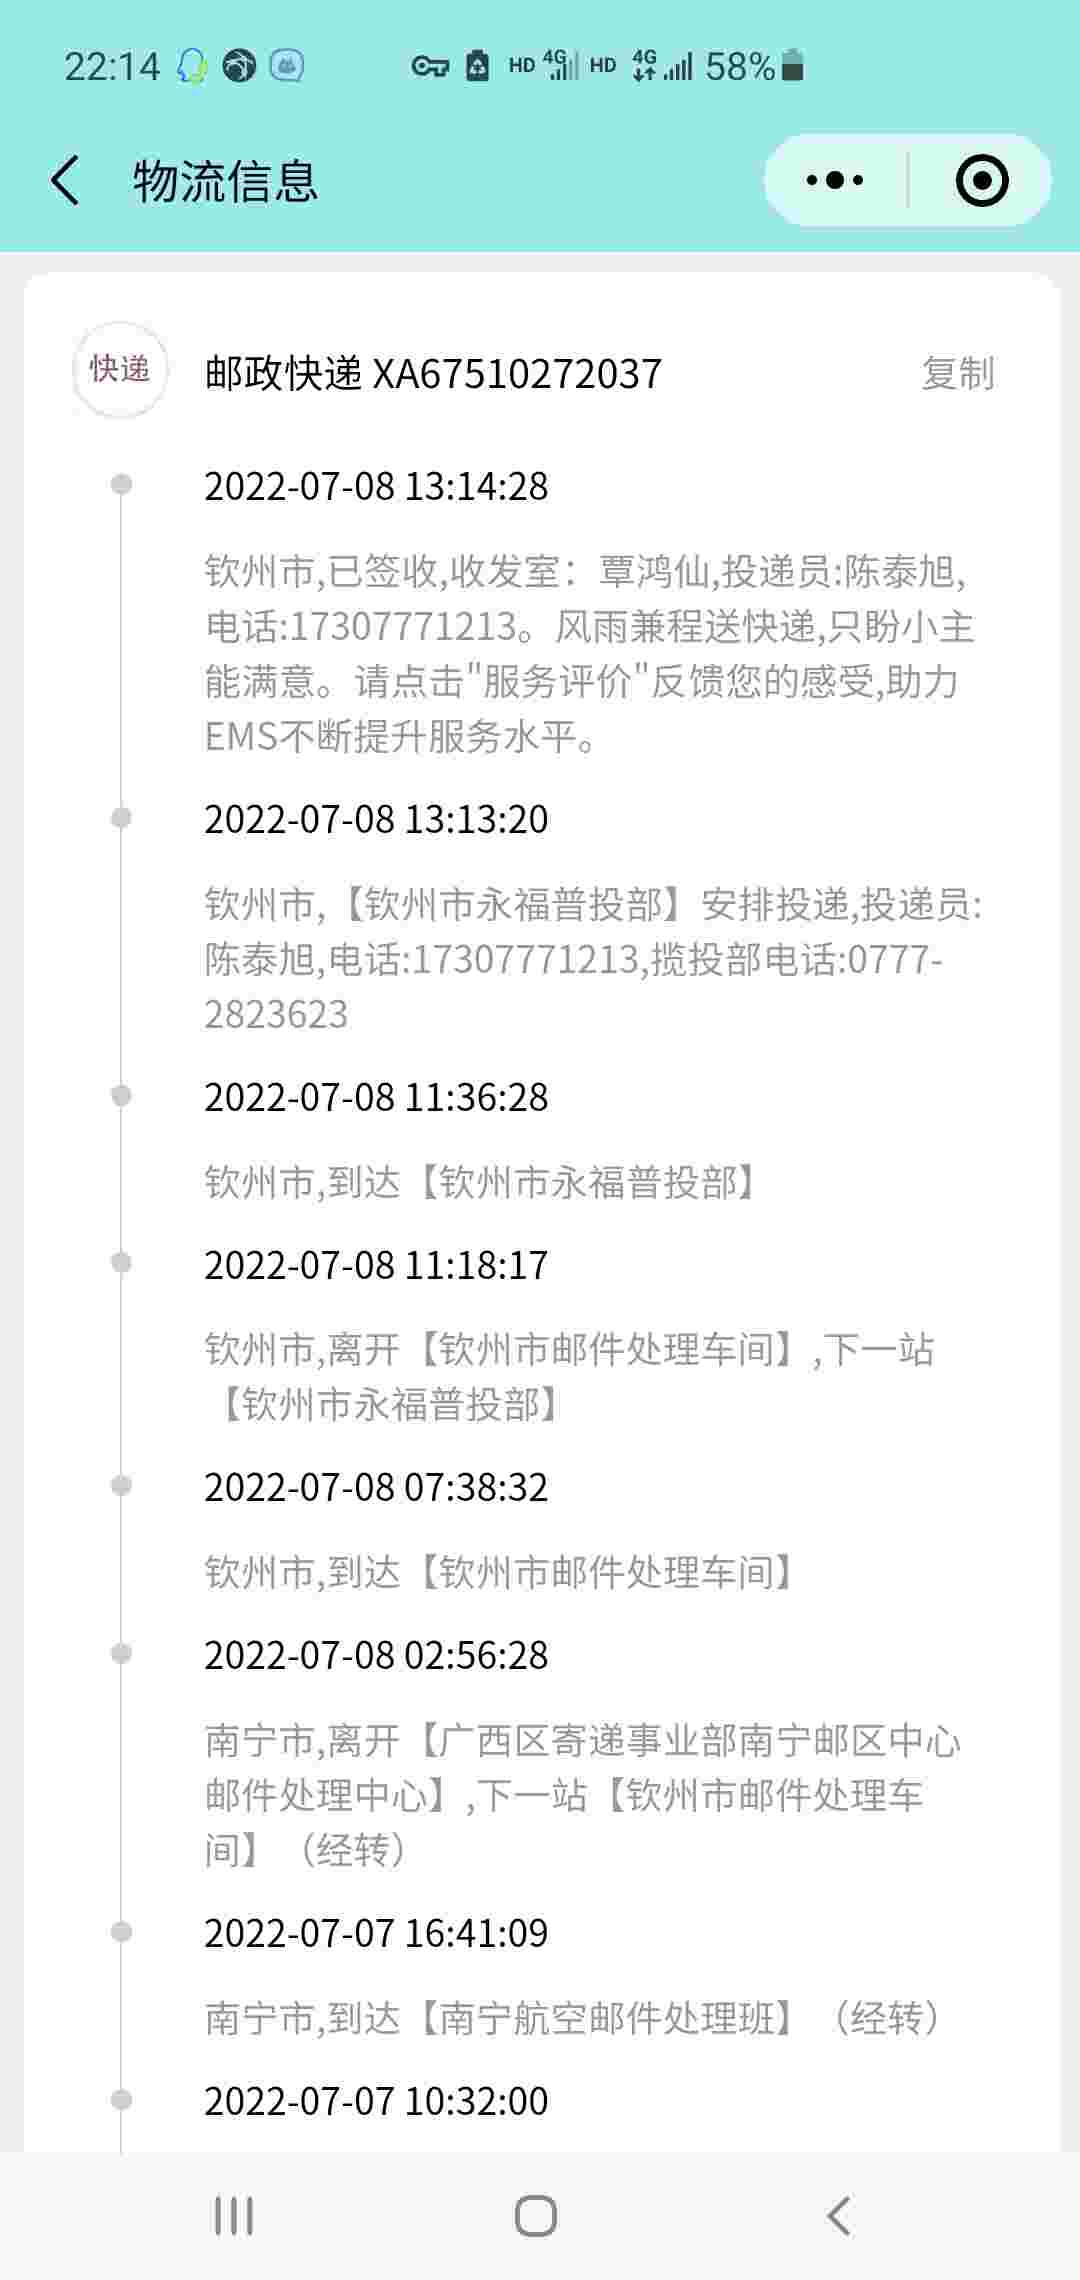 22:14 HD 4G HD 4G 58%
物流信息
快递 邮政快递 XA67510272037 复制
2022-07-08 13:14:28
钦州市,已签收,收发室：覃鸿仙,投递员:陈泰旭,
电话:17307771213。风雨兼程送快递,只盼小主
能满意。请点击"服务评价"反馈您的感受,助力
EMS不断提升服务水平。
2022-07-08 13:13:20
钦州市,【钦州市永福普投部】安排投递,投递员:
陈泰旭,电话:17307771213,揽投部电话:0777-
2823623
2022-07-08 11:36:28
钦州市,到达【钦州市永福普投部】
2022-07-08 11:18:17
钦州市,离开【钦州市邮件处理车间】,下一站
【钦州市永福普投部】
2022-07-08 07:38:32
钦州市,到达【钦州市邮件处理车间】
2022-07-08 02:56:28
南宁市,离开【广西区寄递事业部南宁邮区中心
邮件处理中心】,下一站【钦州市邮件处理车
间】（经转）
2022-07-07 16:41:09
南宁市,到达【南宁航空邮件处理班】（经转）
2022-07-07 10:32:00